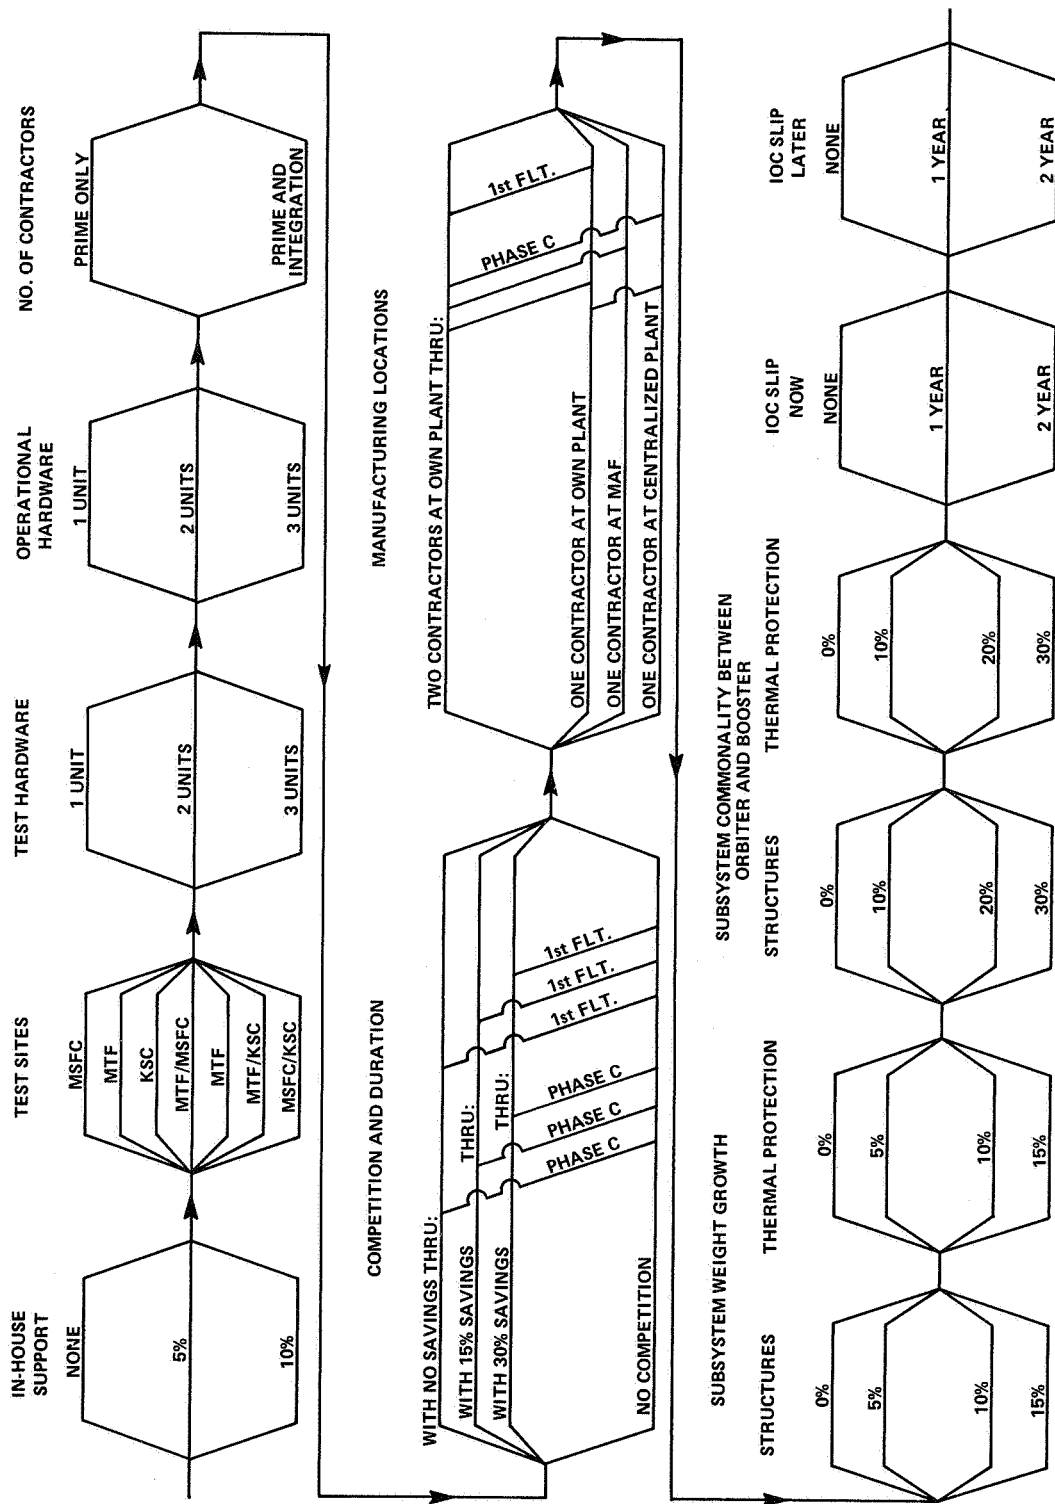 IN-HOUSE
SUPPORT
NONE
5%
10%
TEST SITES
MSFC
MTF
KSC
MTF/MSFC
MTF
MTF/KSC
MSFC/KSC
TEST HARDWARE
1 UNIT
2 UNITS
3 UNITS
OPERATIONAL
HARDWARE
1 UNIT
2 UNITS
3 UNITS
NO. OF CONTRACTORS
PRIME ONLY
PRIME AND
INTEGRATION
COMPETITION AND DURATION
WITH NO SAVINGS THRU:
WITH 15% SAVINGS THRU:
WITH 30% SAVINGS THRU:
PHASE C
PHASE C
PHASE C
1st FLT.
1st FLT.
1st FLT.
NO COMPETITION
MANUFACTURING LOCATIONS
TWO CONTRACTORS AT OWN PLANT THRU:
PHASE C
1st FLT.
ONE CONTRACTOR AT OWN PLANT
ONE CONTRACTOR AT MAF
ONE CONTRACTOR AT CENTRALIZED PLANT
SUBSYSTEM WEIGHT GROWTH
STRUCTURES
0%
5%
10%
15%
THERMAL PROTECTION
0%
5%
10%
15%
SUBSYSTEM COMMONALITY BETWEEN
ORBITER AND BOOSTER
STRUCTURES
0%
10%
20%
30%
THERMAL PROTECTION
0%
10%
20%
30%
IOC SLIP
NOW
NONE
1 YEAR
2 YEAR
IOC SLIP
LATER
NONE
1 YEAR
2 YEAR